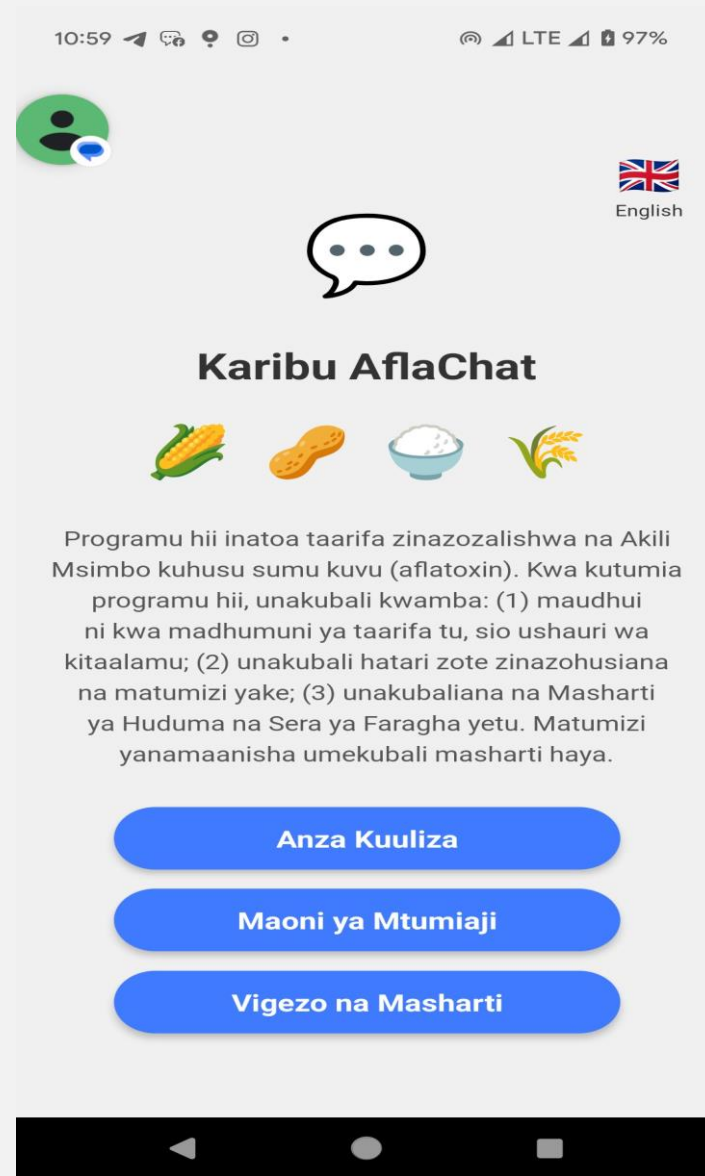 10:59
LTE
97%
English
Karibu AflaChat
Programu hii inatoa taarifa zinazozalishwa na Akili
Msimbo kuhusu sumu kuvu (aflatoxin). Kwa kutumia
programu hii, unakubali kwamba: (1) maudhui
ni kwa madhumuni ya taarifa tu, sio ushauri wa
kitaalamu; (2) unakubali hatari zote zinazohusiana
na matumizi yake; (3) unakubaliana na Masharti
ya Huduma na Sera ya Faragha yetu. Matumizi
yanamaanisha umekubali masharti haya.
Anza Kuuliza
Maoni ya Mtumiaji
Vigezo na Masharti